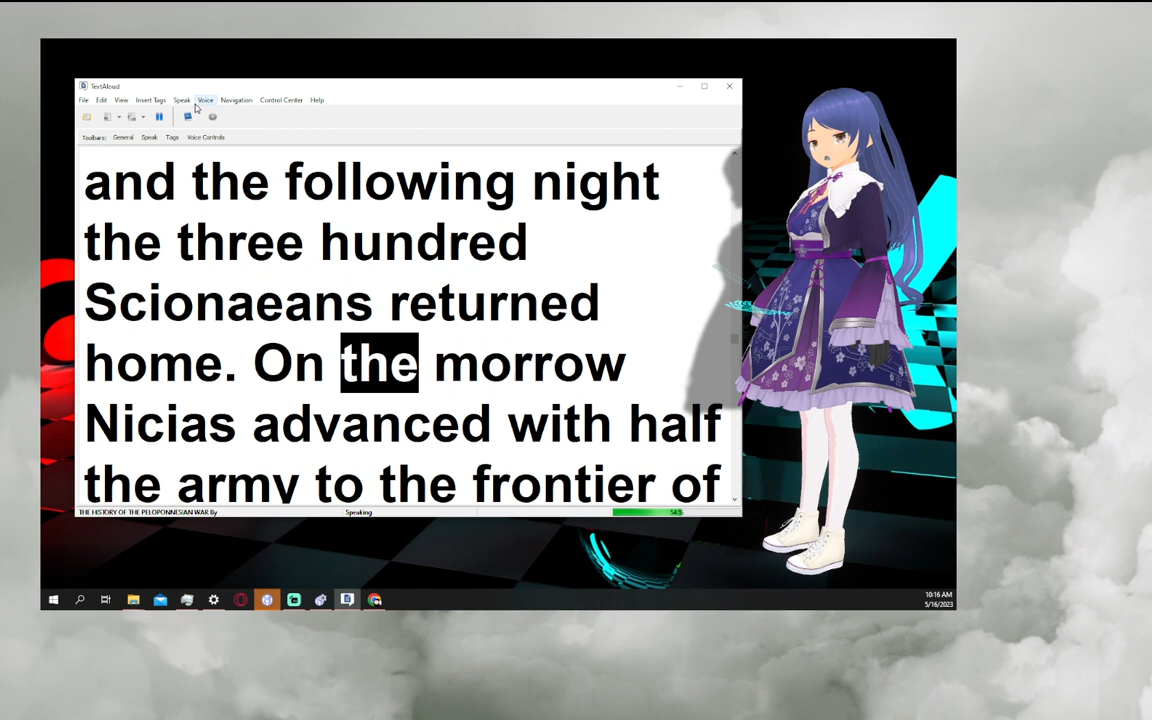 TextAloud
File Edit View Insert Tags Speak Voice Navigation Control Center Help
Toolbars: General Speak Tags Voice Controls
and the following night
the three hundred
Scionaeans returned
home. On the morrow
Nicias advanced with half
the army to the frontier of
THE HISTORY OF THE PELOPONNESIAN WAR By Speaking
10:16 AM
5/16/2023